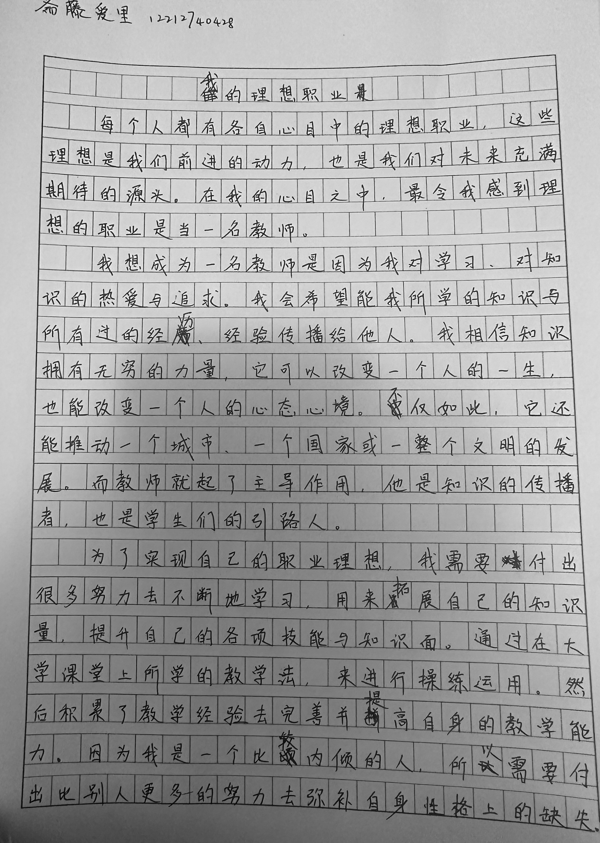 斋藤爱里 12212740428
我的理想职业
每个人都有各自心目中的理想职业，这些
理想是我们前进的动力，也是我们对未来充满
期待的源头。在我的心目之中，最令我感到理
想的职业是当一名教师。
我想成为一名教师是因为我对学习、对知
识的热爱与追求。我会希望能我所学的知识与
所有过的经历、经验传播给他人。我相信知识
拥有无穷的力量，它可以改变一个人的一生，
也能改变一个人的心态心境。不仅如此，它还
能推动一个城市、一个国家或一整个文明的发
展。而教师就起了主导作用，他是知识的传播
者，也是学生们的引路人。
为了实现自己的职业理想，我需要付出
很多努力去不断地学习，用来拓展自己的知识
量，提升自己的各项技能与知识面。通过在大
学课堂上所学的教学法，来进行操练运用。然
后积累了教学经验去完善并提高自身的教学能
力。因为我是一个比较内倾的人，所以需要付
出比别人更多的努力去弥补自身性格上的缺失。